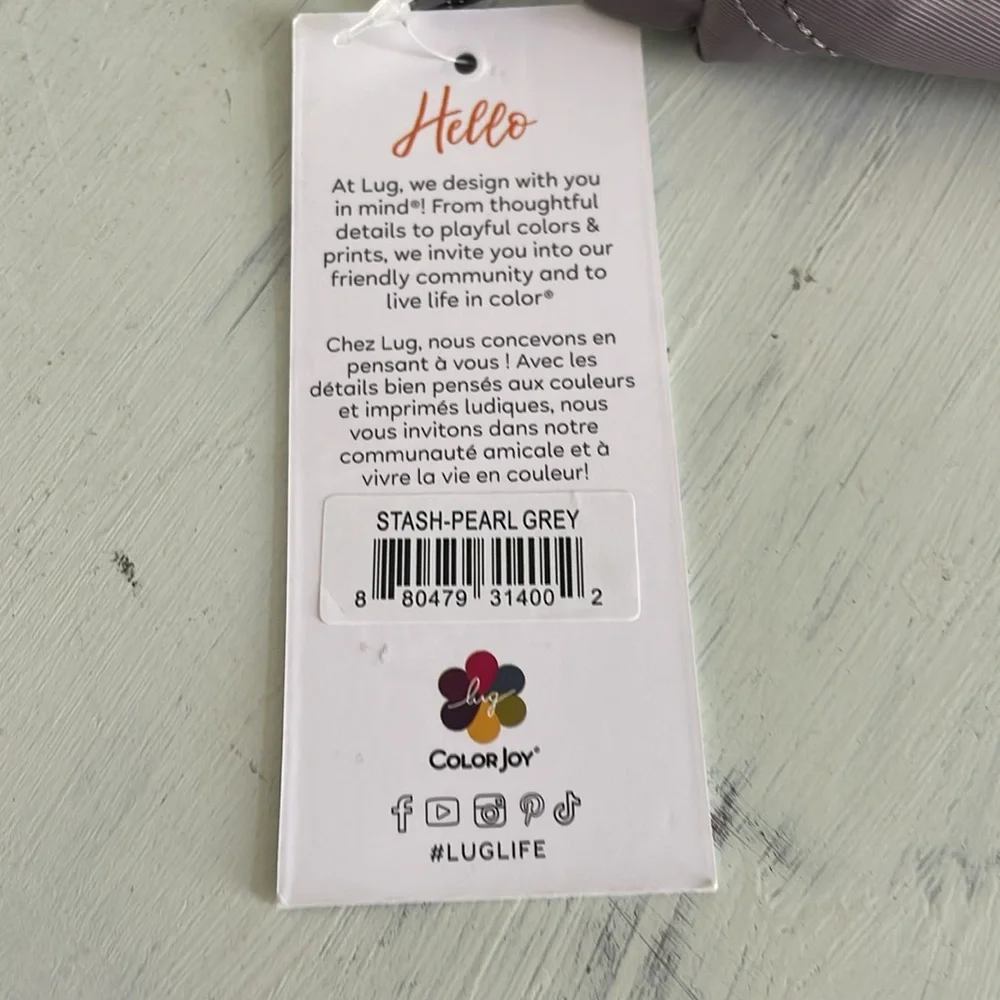 Hello
At Lug, we design with you
in mind®! From thoughtful
details to playful colors &
prints, we invite you into our
friendly community and to
live life in color®
Chez Lug, nous concevons en
pensant à vous ! Avec les
détails bien pensés aux couleurs
et imprimés ludiques, nous
vous invitons dans notre
communauté amicale et à
vivre la vie en couleur!
STASH-PEARL GREY
8 80479 31400 2
lug
COLORJOY®
#LUGLIFE